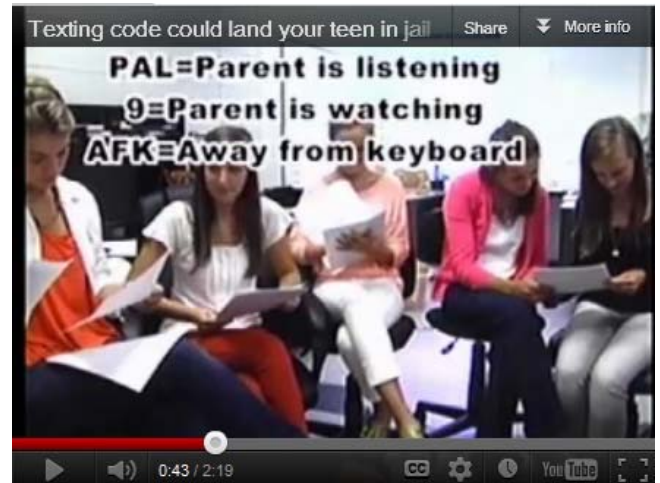 Texting code could land your teen in jail Share More info
PAL=Parent is listening
9=Parent is watching
AFK=Away from keyboard
0:43 / 2:19 CC YouTube